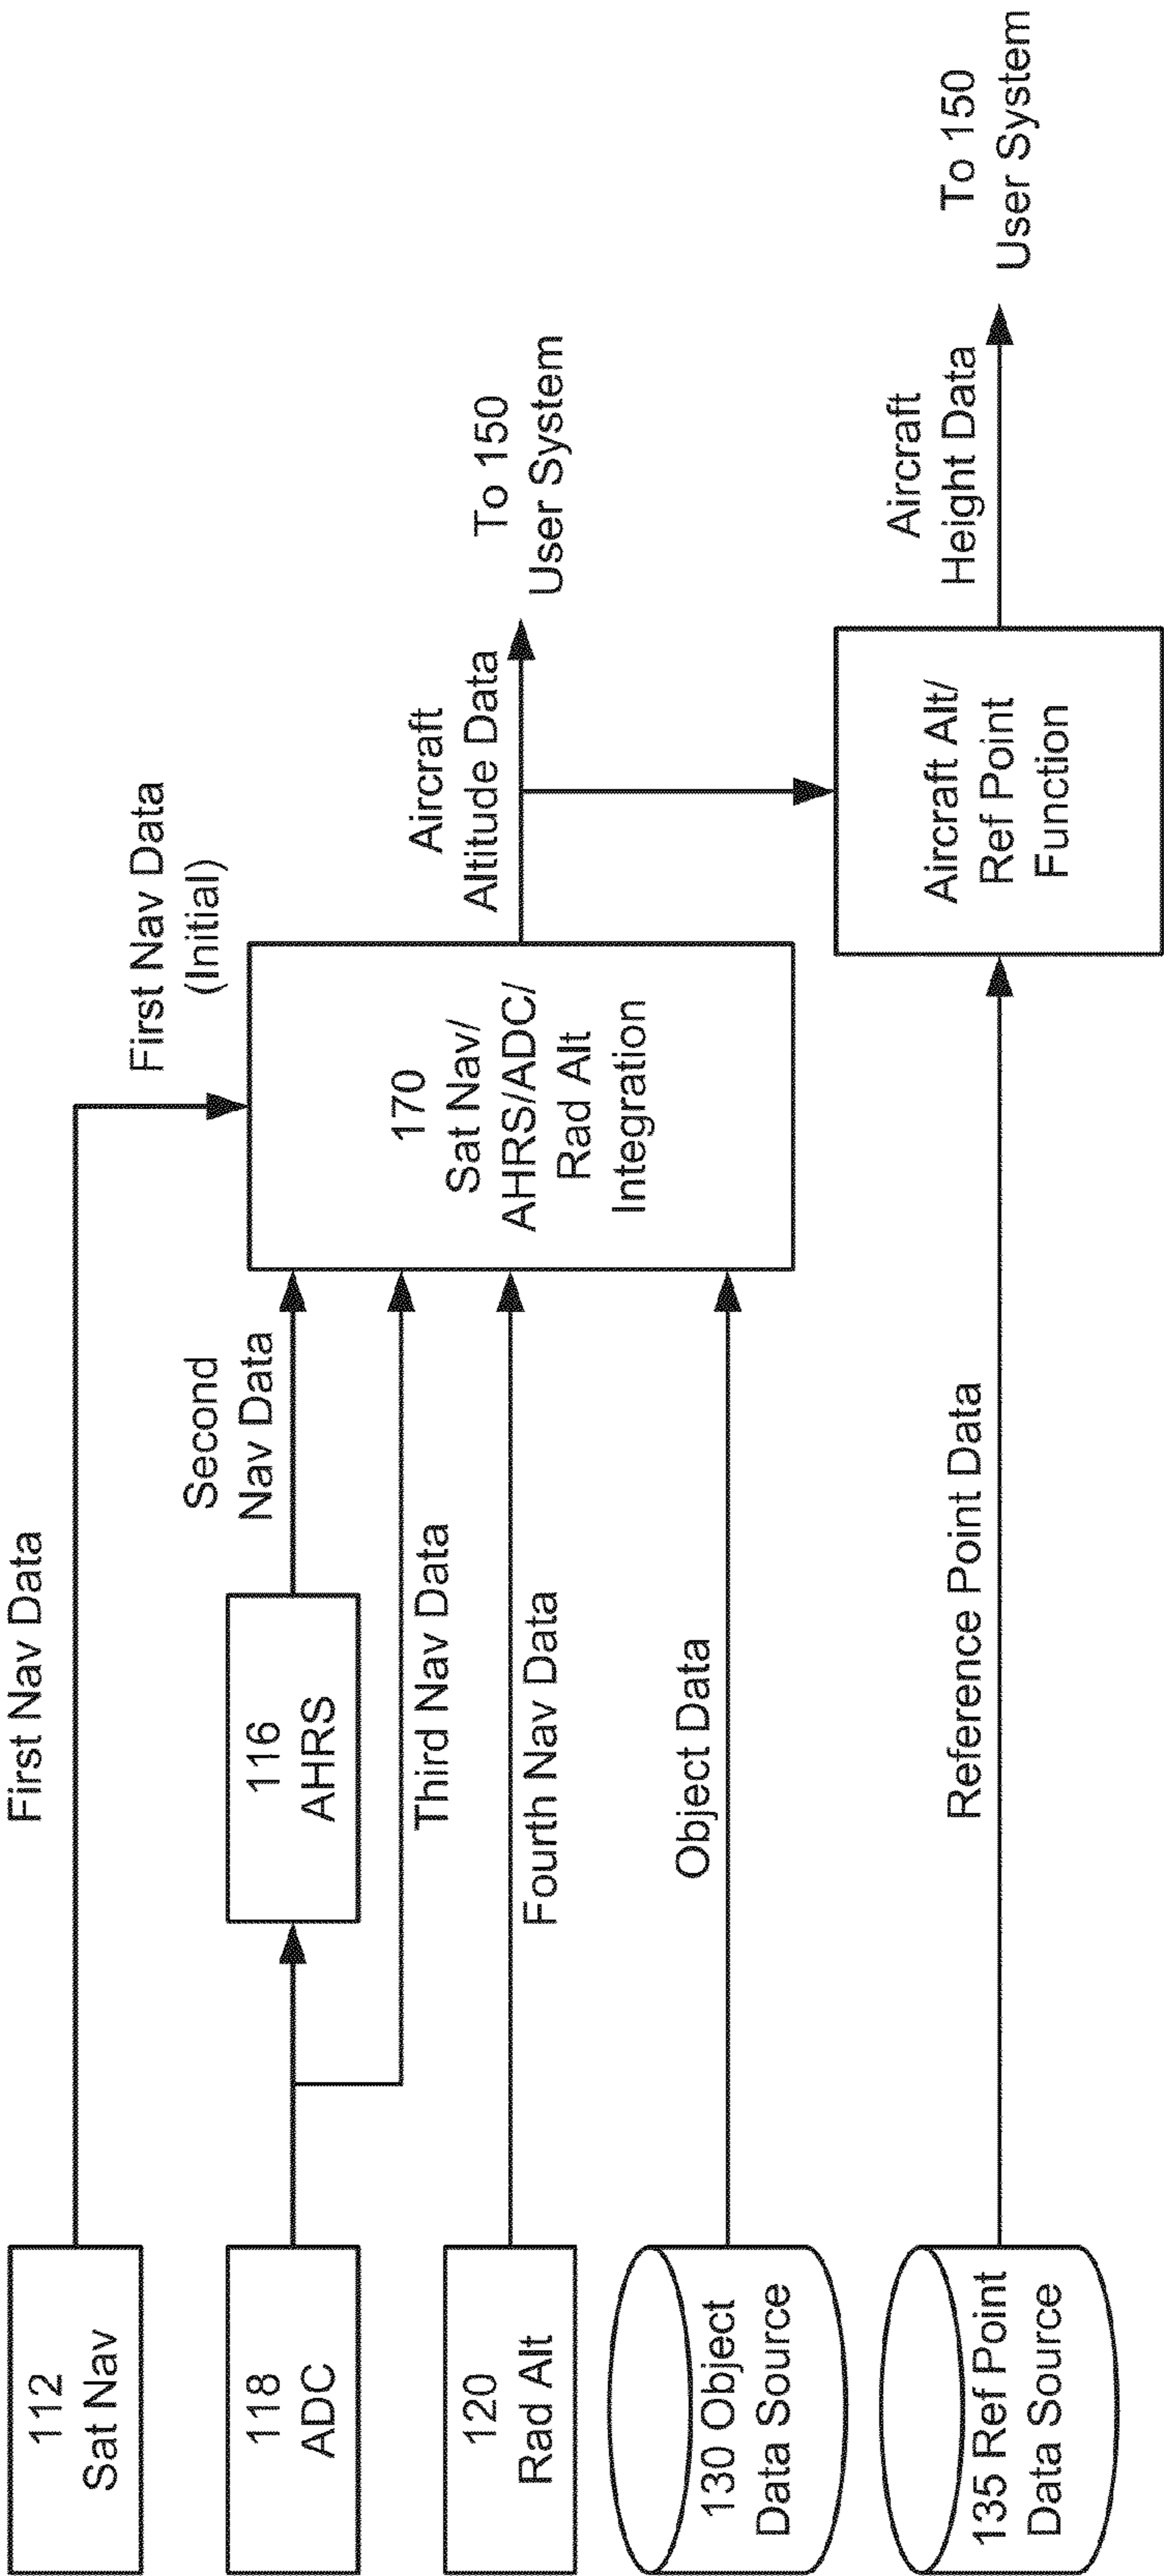 112
Sat Nav
First Nav Data
First Nav Data
(Initial)
118
ADC
116
AHRS
Second
Nav Data
Third Nav Data
120
Rad Alt
Fourth Nav Data
130 Object
Data Source
Object Data
170
Sat Nav/
AHRS/ADC/
Rad Alt
Integration
Aircraft
Altitude Data
To 150
User System
135 Ref Point
Data Source
Reference Point Data
Aircraft Alt/
Ref Point
Function
Aircraft
Height Data
To 150
User System